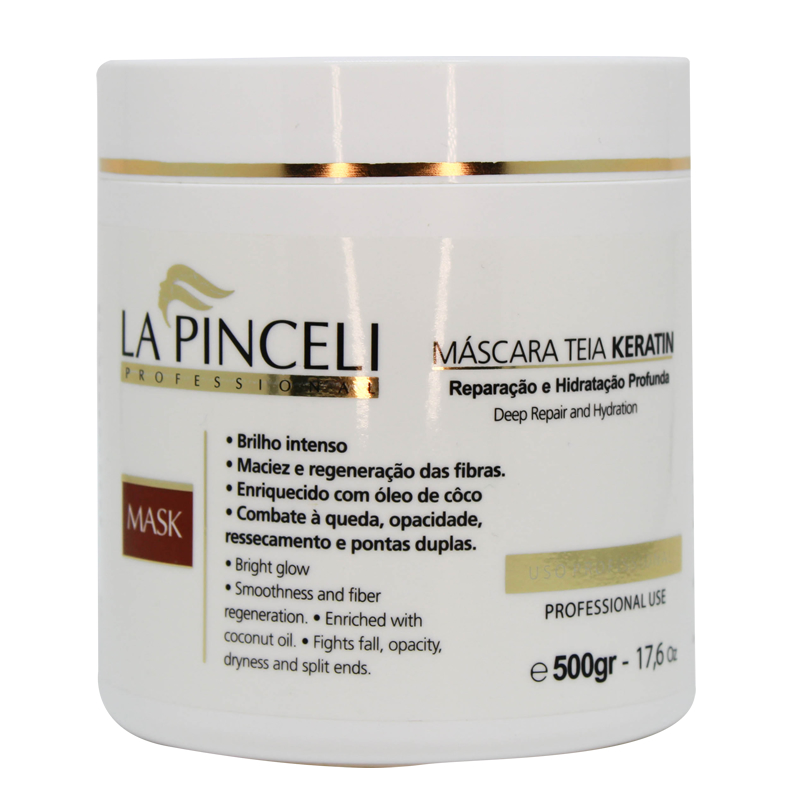 LA PINCELI
PROFESSIONAL
MÁSCARA TEIA KERATIN
Reparação e Hidratação Profunda
Deep Repair and Hydration
MASK
• Brilho intenso
• Maciez e regeneração das fibras.
• Enriquecido com óleo de côco
• Combate à queda, opacidade,
ressecamento e pontas duplas.
• Bright glow
• Smoothness and fiber
regeneration. • Enriched with
coconut oil. • Fights fall, opacity,
dryness and split ends.
PROFESSIONAL USE
℮ 500gr - 17,6 Oz